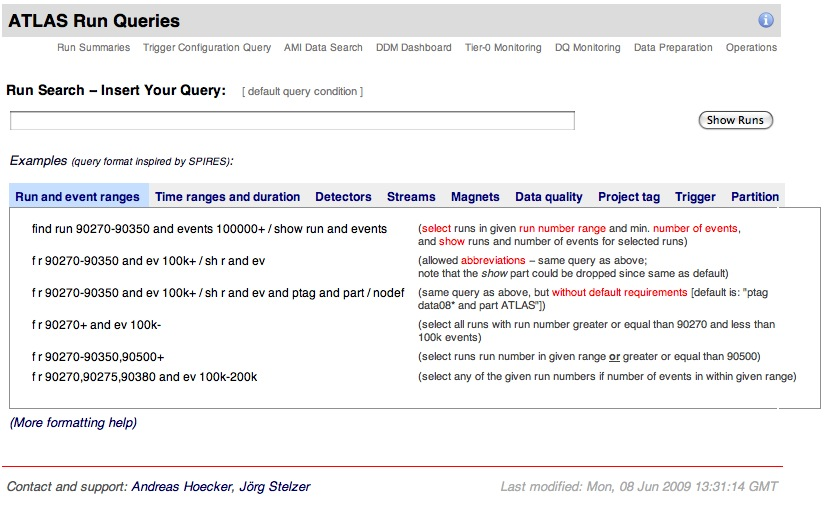 ATLAS Run Queries
Run Summaries Trigger Configuration Query AMI Data Search DDM Dashboard Tier-0 Monitoring DQ Monitoring Data Preparation Operations
Run Search – Insert Your Query: [ default query condition ]
Show Runs
Examples (query format inspired by SPIRES):
Run and event ranges Time ranges and duration Detectors Streams Magnets Data quality Project tag Trigger Partition
find run 90270-90350 and events 100000+ / show run and events (select runs in given run number range and min. number of events,
and show runs and number of events for selected runs)
f r 90270-90350 and ev 100k+ / sh r and ev (allowed abbreviations – same query as above;
note that the show part could be dropped since same as default)
f r 90270-90350 and ev 100k+ / sh r and ev and ptag and part / nodef (same query as above, but without default requirements [default is: "ptag
data08* and part ATLAS"])
f r 90270+ and ev 100k- (select all runs with run number greater or equal than 90270 and less than
100k events)
f r 90270-90350,90500+ (select runs run number in given range or greater or equal than 90500)
f r 90270,90275,90380 and ev 100k-200k (select any of the given run numbers if number of events in within given range)
(More formatting help)
Contact and support: Andreas Hoecker, Jörg Stelzer Last modified: Mon, 08 Jun 2009 13:31:14 GMT